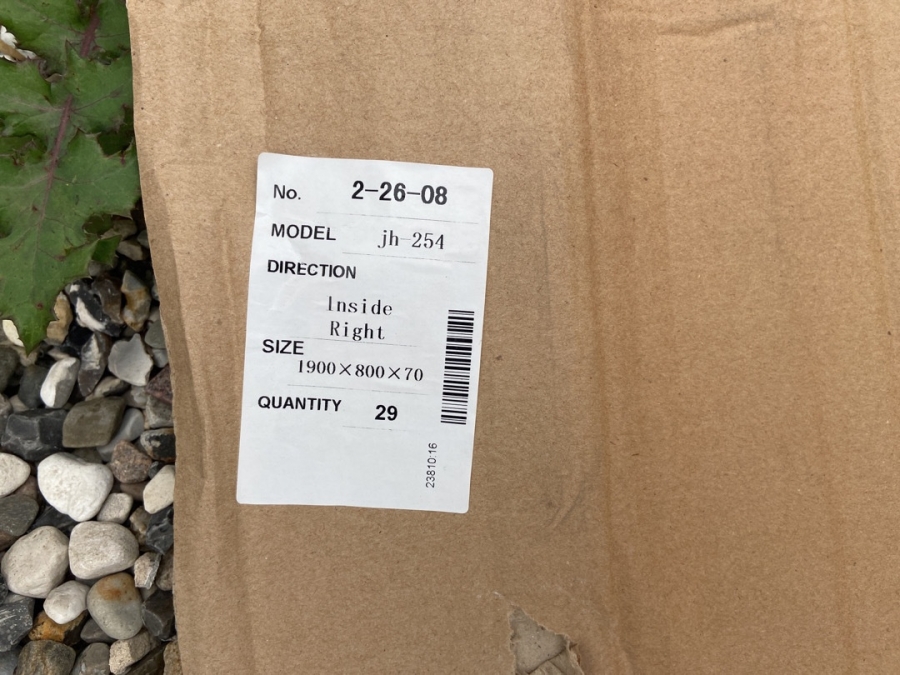 No. 2-26-08
MODEL jh-254
DIRECTION
Inside
Right
SIZE
1900×800×70
QUANTITY 29
23810:16